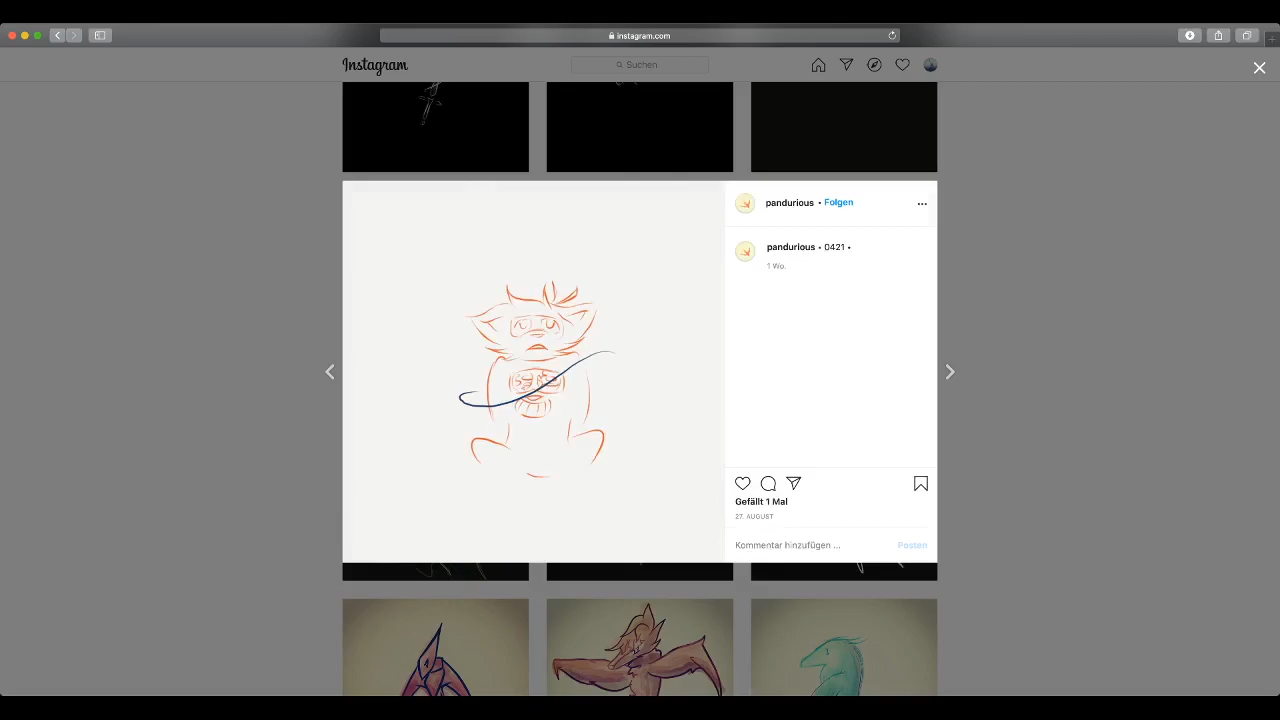 instagram.com
Instagram
Suchen
pandurious • Folgen
pandurious • 0421 •
1 Wo.
Gefällt 1 Mal
27. AUGUST
Kommentar hinzufügen ...
Posten